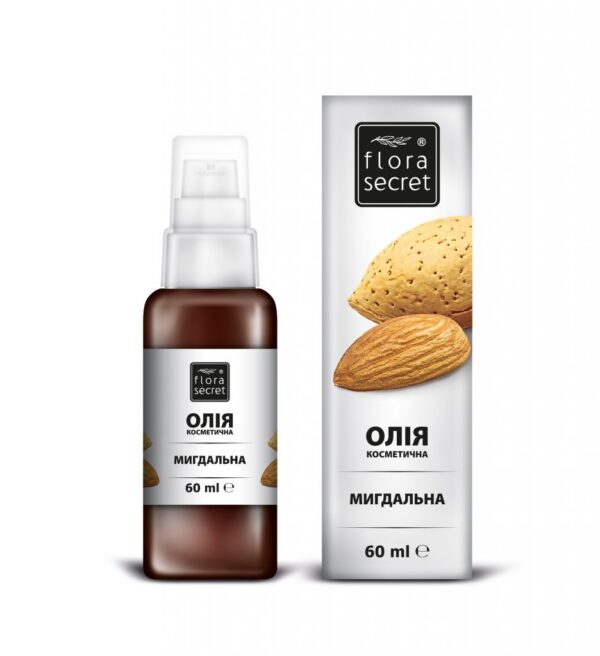 flora
secret
ОЛІЯ
КОСМЕТИЧНА
МИГДАЛЬНА
60 ml ℮
flora ®
secret
ОЛІЯ
КОСМЕТИЧНА
МИГДАЛЬНА
60 ml ℮